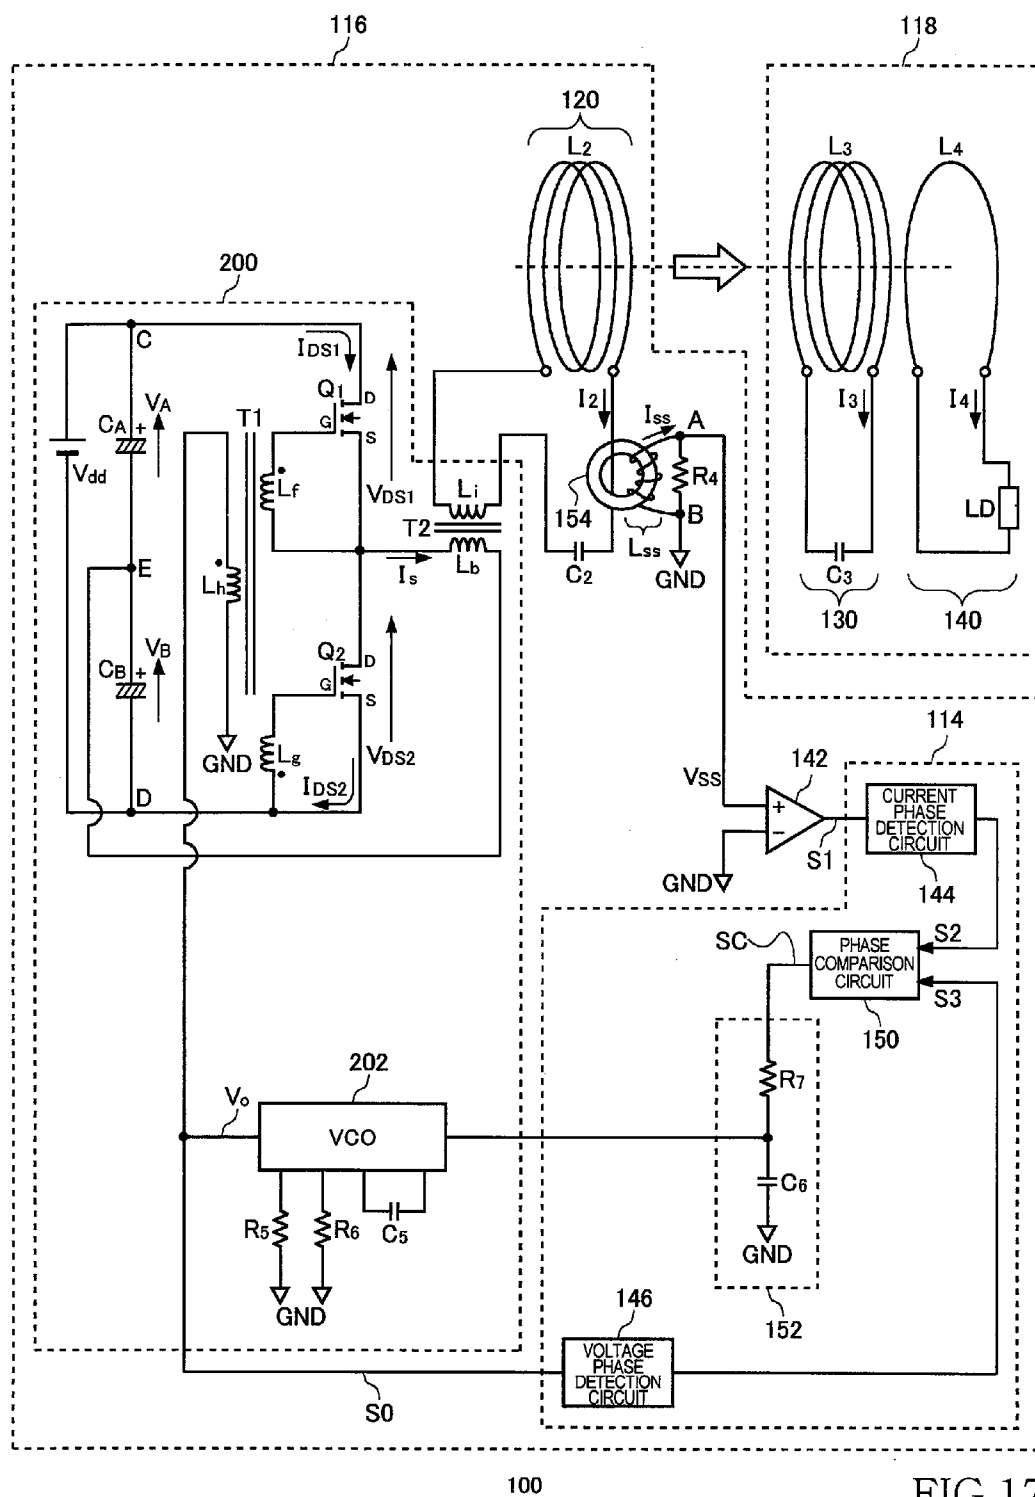 116
118
120
L2
L3
L4
200
C
IDS1
VA
CA
+
T1
Q1
D
G
S
I2
Iss
A
I3
I4
Vdd
Lf
VDS1
Li
154
R4
LD
T2
B
Lss
E
Is
Lb
C2
GND
C3
Lh
130
140
VB
CB
+
Q2
D
G
S
GND
Lg
VDS2
114
IDS2
VSS
142
D
+
−
CURRENT
PHASE
DETECTION
CIRCUIT
S1
GND
144
SC
PHASE
COMPARISON
CIRCUIT
S2
S3
150
202
R7
Vo
VCO
C6
R5
R6
C5
GND
GND
146
152
VOLTAGE
PHASE
DETECTION
CIRCUIT
S0
100